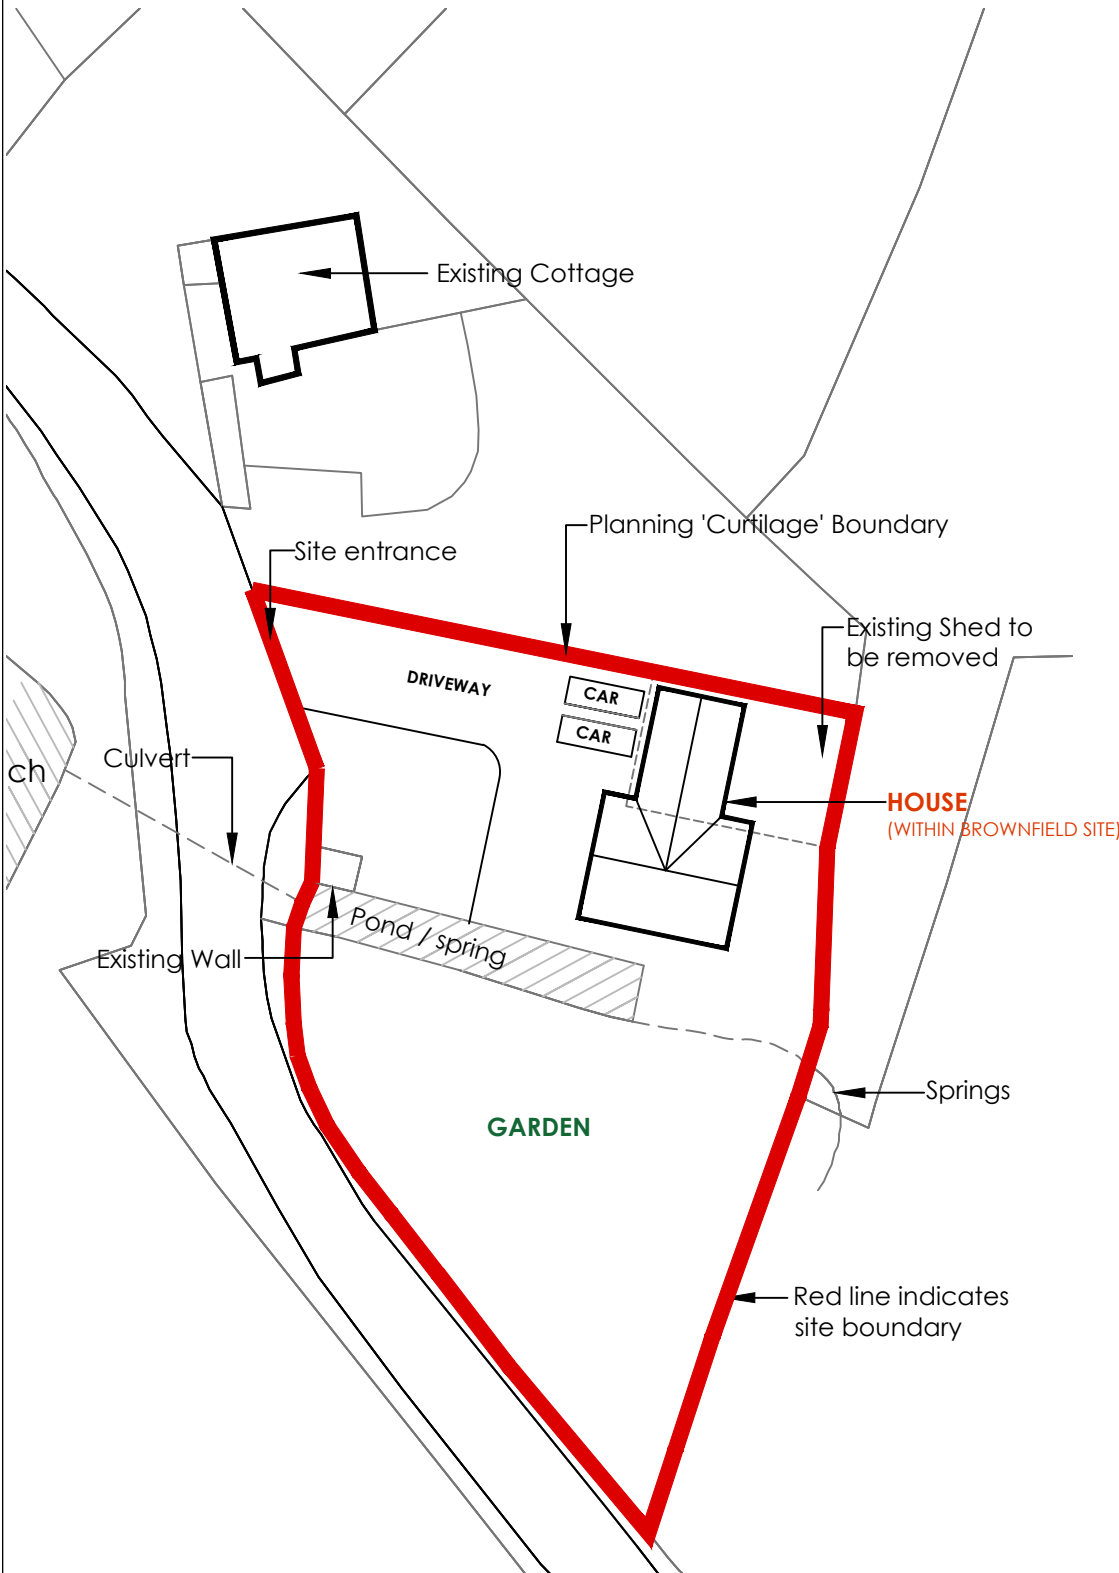 Existing Cottage
Planning 'Curtilage' Boundary
Site entrance
Existing Shed to
be removed
DRIVEWAY
CAR
CAR
Culvert
ch
HOUSE
(WITHIN BROWNFIELD SITE)
Pond / spring
Existing Wall
Springs
GARDEN
Red line indicates
site boundary